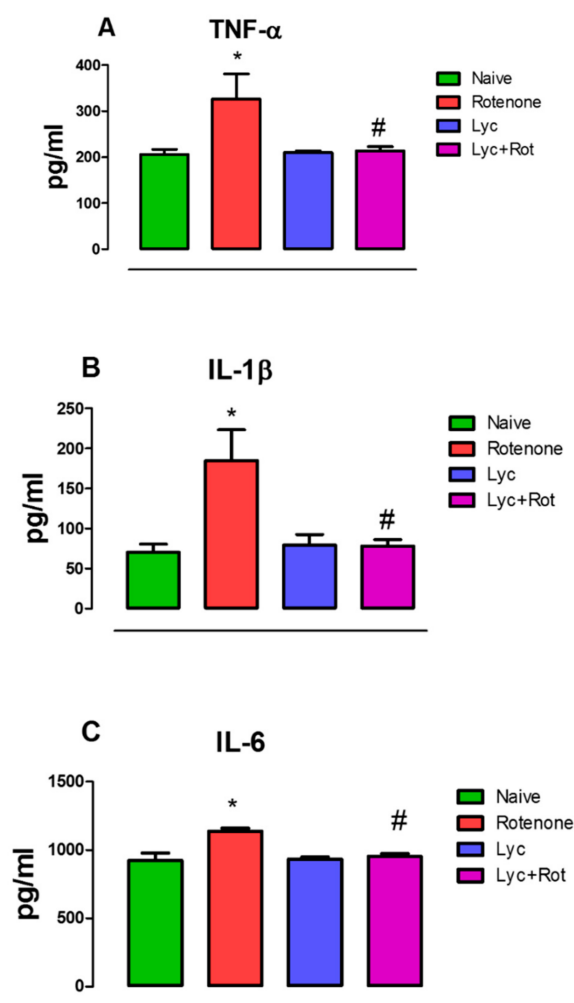 A
TNF-α
*
#
400
300
200
100
0
pg/ml
Naive
Rotenone
Lyc
Lyc+Rot
B
IL-1β
*
#
250
200
150
100
50
0
pg/ml
Naive
Rotenone
Lyc
Lyc+Rot
C
IL-6
*
#
1500
1000
500
0
pg/ml
Naive
Rotenone
Lyc
Lyc+Rot